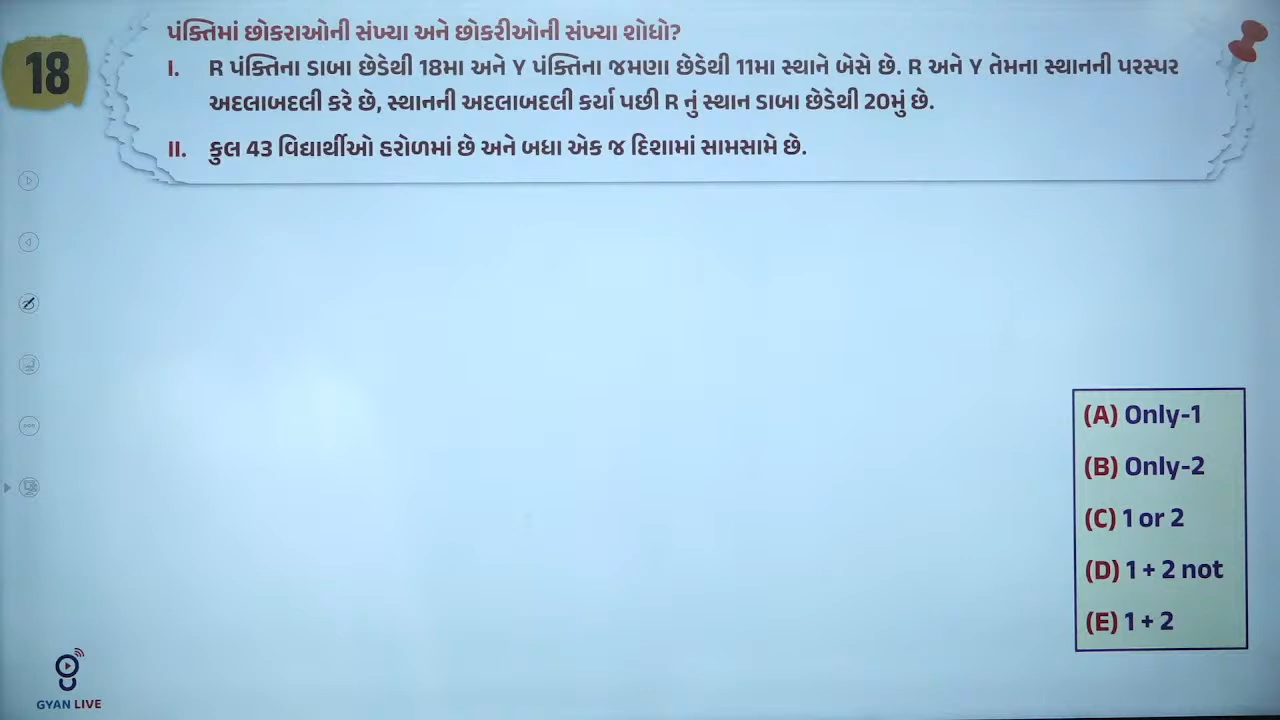 18
પંક્તિમાં છોકરાઓની સંખ્યા અને છોકરીઓની સંખ્યા શોધો?
I. R પંક્તિના ડાબા છેડેથી 18મા અને Y પંક્તિના જમણા છેડેથી 11મા સ્થાને બેસે છે. R અને Y તેમના સ્થાનની પરસ્પર
અદલાબદલી કરે છે, સ્થાનની અદલાબદલી કર્યા પછી R નું સ્થાન ડાબા છેડેથી 20મું છે.
II. કુલ 43 વિદ્યાર્થીઓ હરોળમાં છે અને બધા એક જ દિશામાં સામસામે છે.
(A) Only-1
(B) Only-2
(C) 1 or 2
(D) 1 + 2 not
(E) 1 + 2
GYAN LIVE